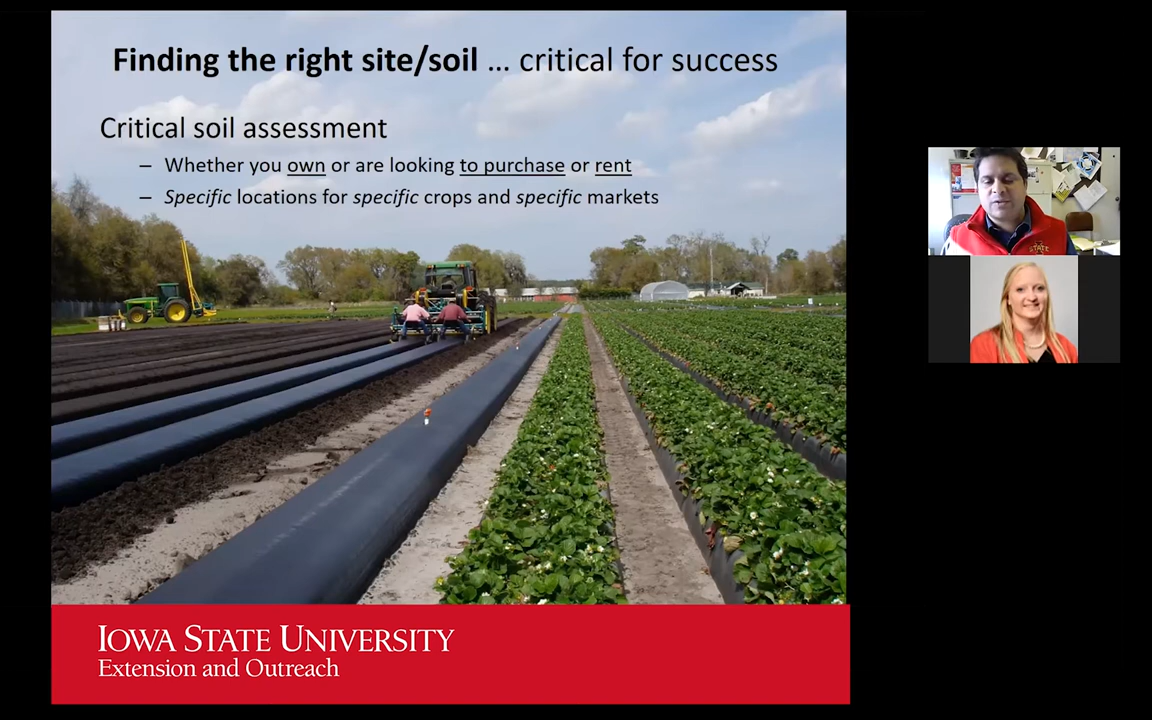 Finding the right site/soil … critical for success
Critical soil assessment
– Whether you own or are looking to purchase or rent
– Specific locations for specific crops and specific markets
STATE
IOWA STATE UNIVERSITY
Extension and Outreach